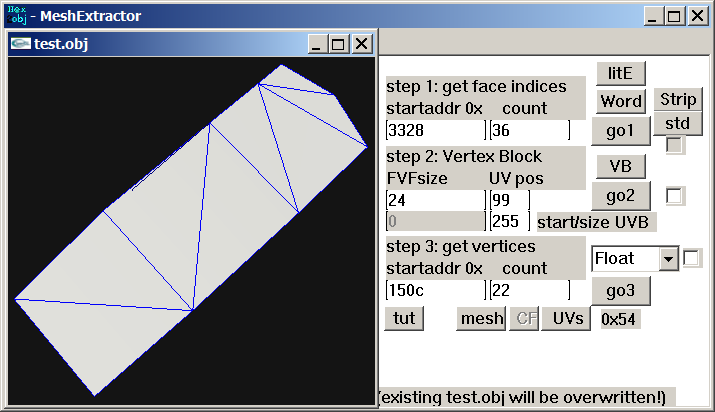 Hex obj - MeshExtractor
test.obj
step 1: get face indices
litE
startaddr 0x count
Word Strip
3328 36 go1 std
step 2: Vertex Block
VB
FVFsize UV pos
24 99 go2
0 255 start/size UVB
step 3: get vertices
Float
startaddr 0x count
150c 22 go3
tut mesh CF UVs 0x54
(existing test.obj will be overwritten!)